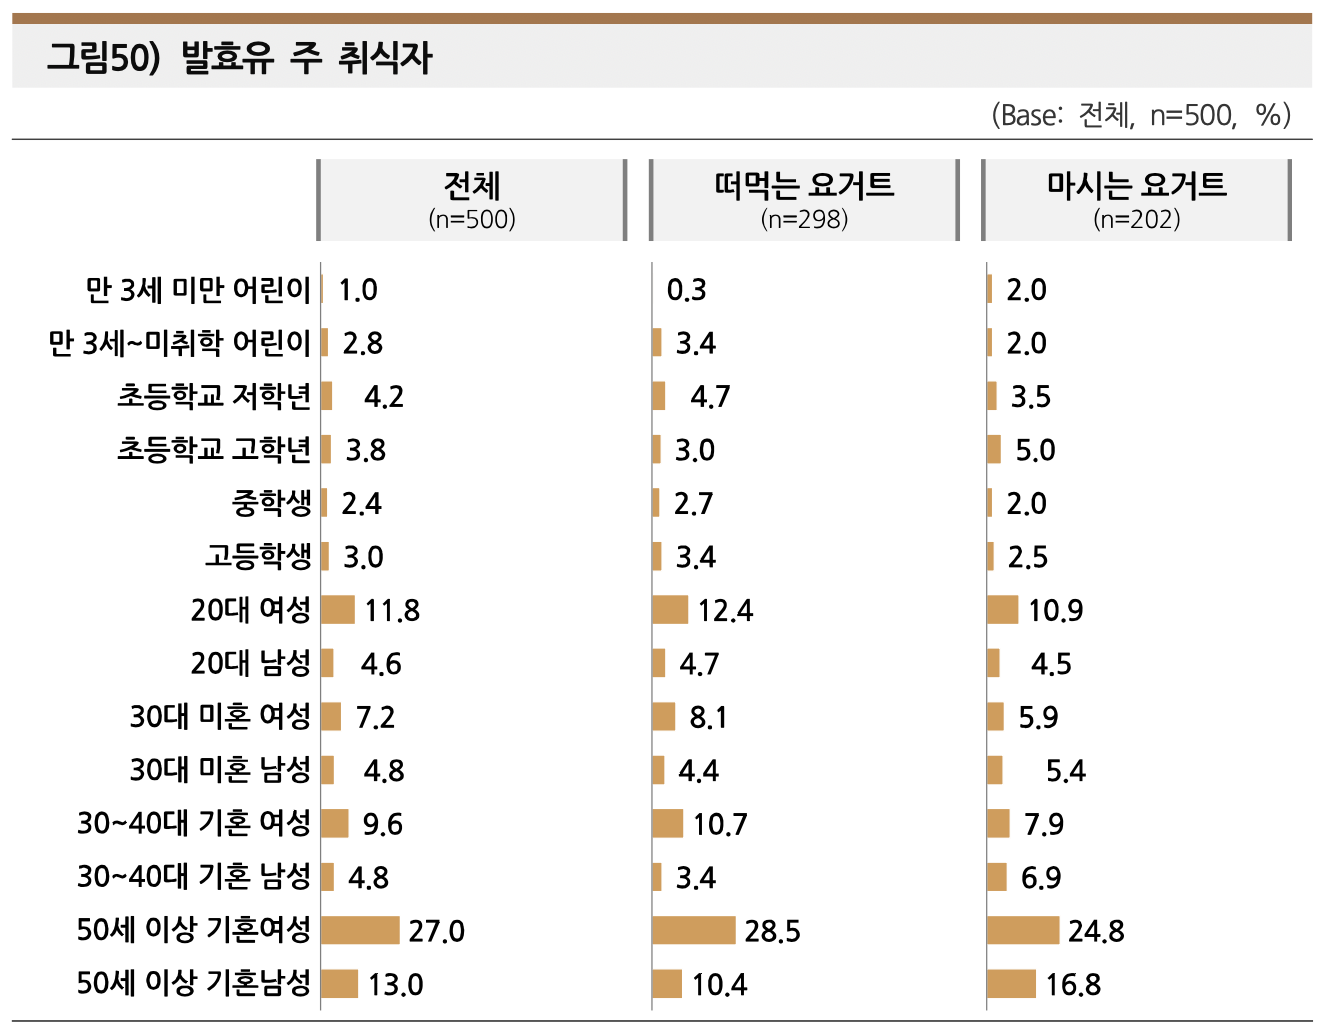 그림50) 발효유 주 취식자
(Base: 전체, n=500, %)
전체 떠먹는 요거트 마시는 요거트
(n=500) (n=298) (n=202)
만 3세 미만 어린이 1.0 0.3 2.0
만 3세~미취학 어린이 2.8 3.4 2.0
초등학교 저학년 4.2 4.7 3.5
초등학교 고학년 3.8 3.0 5.0
중학생 2.4 2.7 2.0
고등학생 3.0 3.4 2.5
20대 여성 11.8 12.4 10.9
20대 남성 4.6 4.7 4.5
30대 미혼 여성 7.2 8.1 5.9
30대 미혼 남성 4.8 4.4 5.4
30~40대 기혼 여성 9.6 10.7 7.9
30~40대 기혼 남성 4.8 3.4 6.9
50세 이상 기혼여성 27.0 28.5 24.8
50세 이상 기혼남성 13.0 10.4 16.8